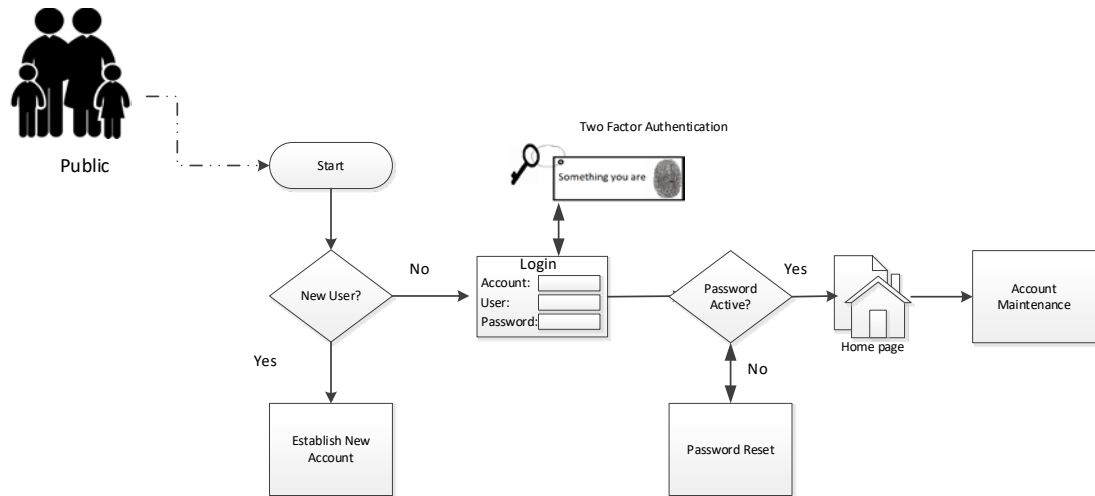 Public
Start
Two Factor Authentication
Something you are
New User?
No
Yes
Establish New
Account
Login
Account:
User:
Password:
Password
Active?
Yes
No
Password Reset
Home page
Account
Maintenance